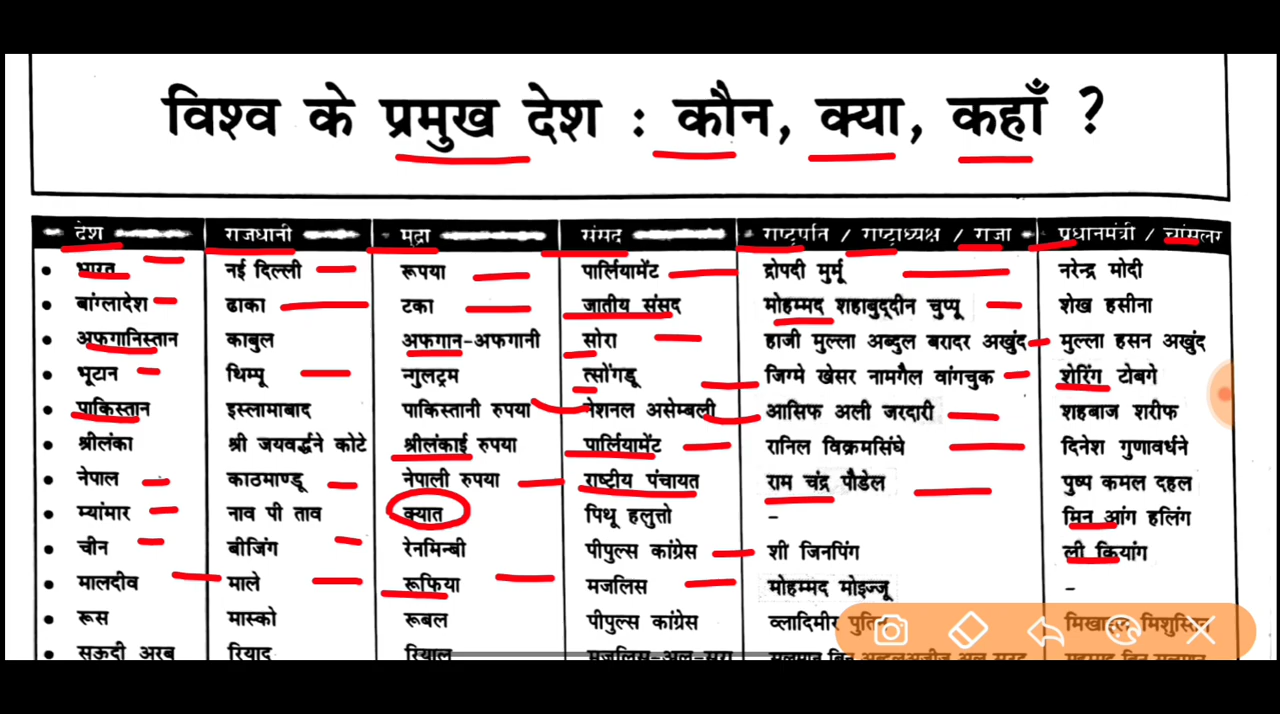 विश्व के प्रमुख देश : कौन, क्या, कहाँ ?
देश राजधानी मुद्रा संसद राष्ट्रपति / राष्ट्राध्यक्ष / राजा प्रधानमंत्री / चांसलर
• भारत नई दिल्ली रूपया पार्लियामेंट द्रोपदी मुर्मू नरेन्द्र मोदी
• बांग्लादेश ढाका टका जातीय संसद मोहम्मद शहाबुद्दीन चुप्पू शेख हसीना
• अफगानिस्तान काबुल अफगान-अफगानी सोरा हाजी मुल्ला अब्दुल बरादर अखुंद मुल्ला हसन अखुंद
• भूटान थिम्पू न्गुलट्रम त्सोंगडू जिग्मे खेसर नामगैल वांगचुक शेरिंग टोबगे
• पाकिस्तान इस्लामाबाद पाकिस्तानी रुपया नेशनल असेम्बली आसिफ अली जरदारी शहबाज शरीफ
• श्रीलंका श्री जयवर्द्धने कोटे श्रीलंकाई रुपया पार्लियामेंट रानिल विक्रमसिंघे दिनेश गुणावर्धने
• नेपाल काठमाण्डू नेपाली रुपया राष्ट्रीय पंचायत राम चंद्र पौडेल पुष्प कमल दहल
• म्यांमार नाव पी ताव क्यात पिथू हलुत्तो - मिन आंग हलिंग
• चीन बीजिंग रेनमिन्बी पीपुल्स कांग्रेस शी जिनपिंग ली कियांग
• मालदीव माले रूफिया मजलिस मोहम्मद मोइज्जू -
• रूस मास्को रूबल पीपुल्स कांग्रेस व्लादिमीर पुतिन मिखाइल मिशुस्तिन
• सऊदी अरब रियाद रियाल